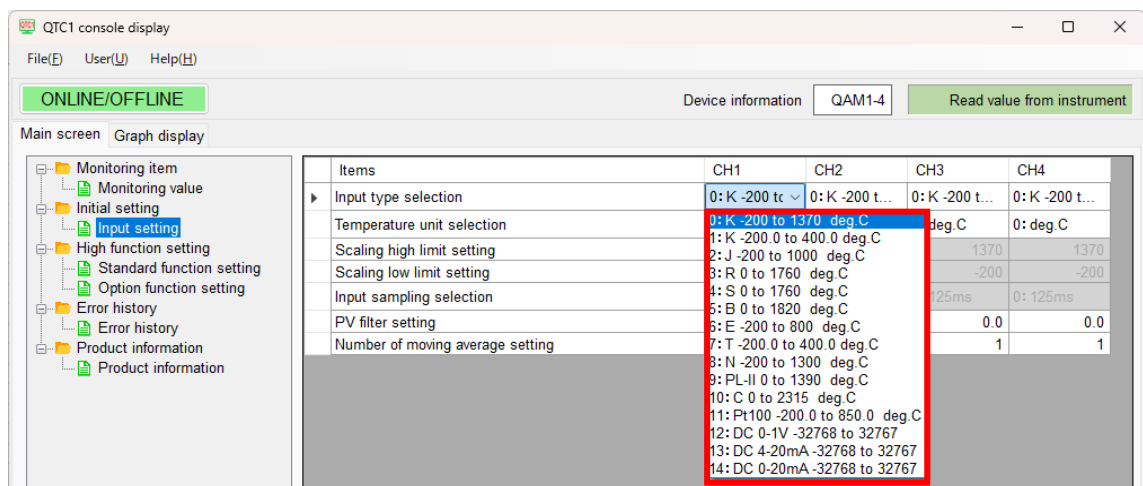 QTC1 console display
File(F) User(U) Help(H)
ONLINE/OFFLINE Device information QAM1-4 Read value from instrument
Main screen Graph display
Monitoring item
Monitoring value
Initial setting
Input setting
High function setting
Standard function setting
Option function setting
Error history
Error history
Product information
Product information
Items CH1 CH2 CH3 CH4
Input type selection 0: K -200 tc 0: K -200 t... 0: K -200 t... 0: K -200 t...
Temperature unit selection deg.C 0: deg.C
Scaling high limit setting 1370 1370
Scaling low limit setting -200 -200
Input sampling selection 125ms 0: 125ms
PV filter setting 0.0 0.0
Number of moving average setting 1 1
0: K -200 to 1370 deg.C
1: K -200.0 to 400.0 deg.C
2: J -200 to 1000 deg.C
3: R 0 to 1760 deg.C
4: S 0 to 1760 deg.C
5: B 0 to 1820 deg.C
6: E -200 to 800 deg.C
7: T -200.0 to 400.0 deg.C
8: N -200 to 1300 deg.C
9: PL-II 0 to 1390 deg.C
10: C 0 to 2315 deg.C
11: Pt100 -200.0 to 850.0 deg.C
12: DC 0-1V -32768 to 32767
13: DC 4-20mA -32768 to 32767
14: DC 0-20mA -32768 to 32767